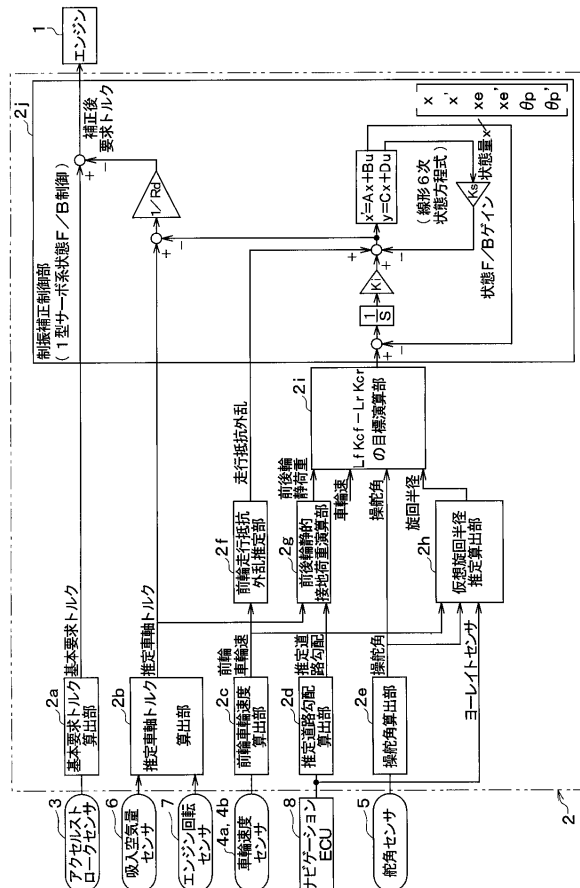 3
アクセルスト
ロークセンサ
6
吸入空気量
センサ
7
エンジン回転
センサ
4a, 4b
車輪速度
センサ
8
ナビゲーション
ECU
5
舵角センサ
2
2a
基本要求トルク
算出部
2b
推定車軸トルク
算出部
2c
前輪車輪速度
算出部
2d
推定道路勾配
算出部
2e
操舵角算出部
基本要求トルク
推定車軸トルク
前輪
車輪速
推定道
路勾配
操舵角
ヨーレイトセンサ
2f
前輪走行抵抗
外乱推定部
2g
前後輪静的
接地荷重演算部
2h
仮想旋回半径
推定算出部
走行抵抗外乱
前後輪
静荷重
車輪速
操舵角
旋回半径
2i
LfKcf-LrKcr
の目標演算部
2j
制振補正制御部
(1型サーボ系状態F/B制御)
+
-
1
S
Ki
+
+
-
x'=Ax+Bu
y=Cx+Du
(線形6次
状態方程式)
Ks
状態F/Bゲイン
状態量x
x
x'
xe
xe'
θp
θp'
+
-
1/Rd
+
-
補正後
要求トルク
1
エンジン